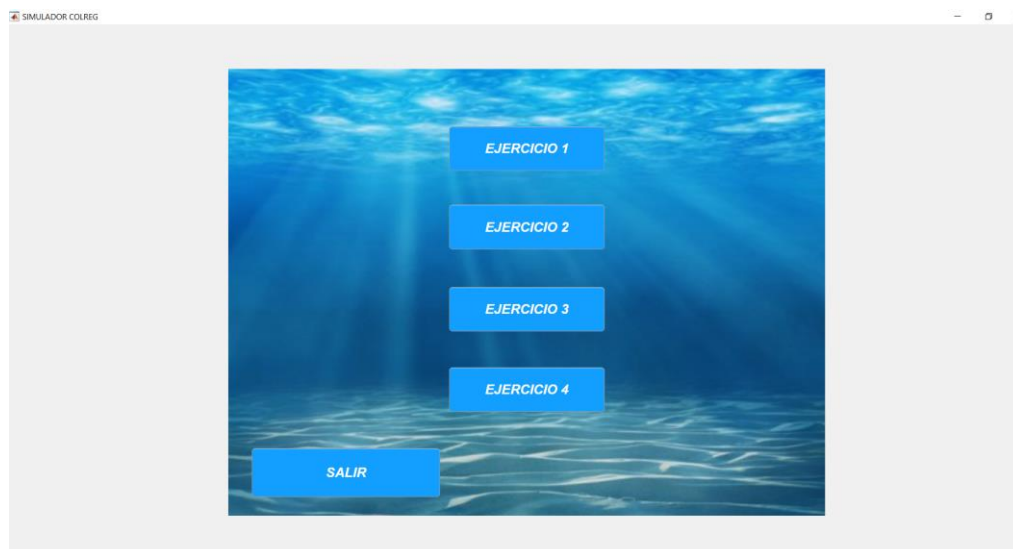 SIMULADOR COLREG
EJERCICIO 1
EJERCICIO 2
EJERCICIO 3
EJERCICIO 4
SALIR